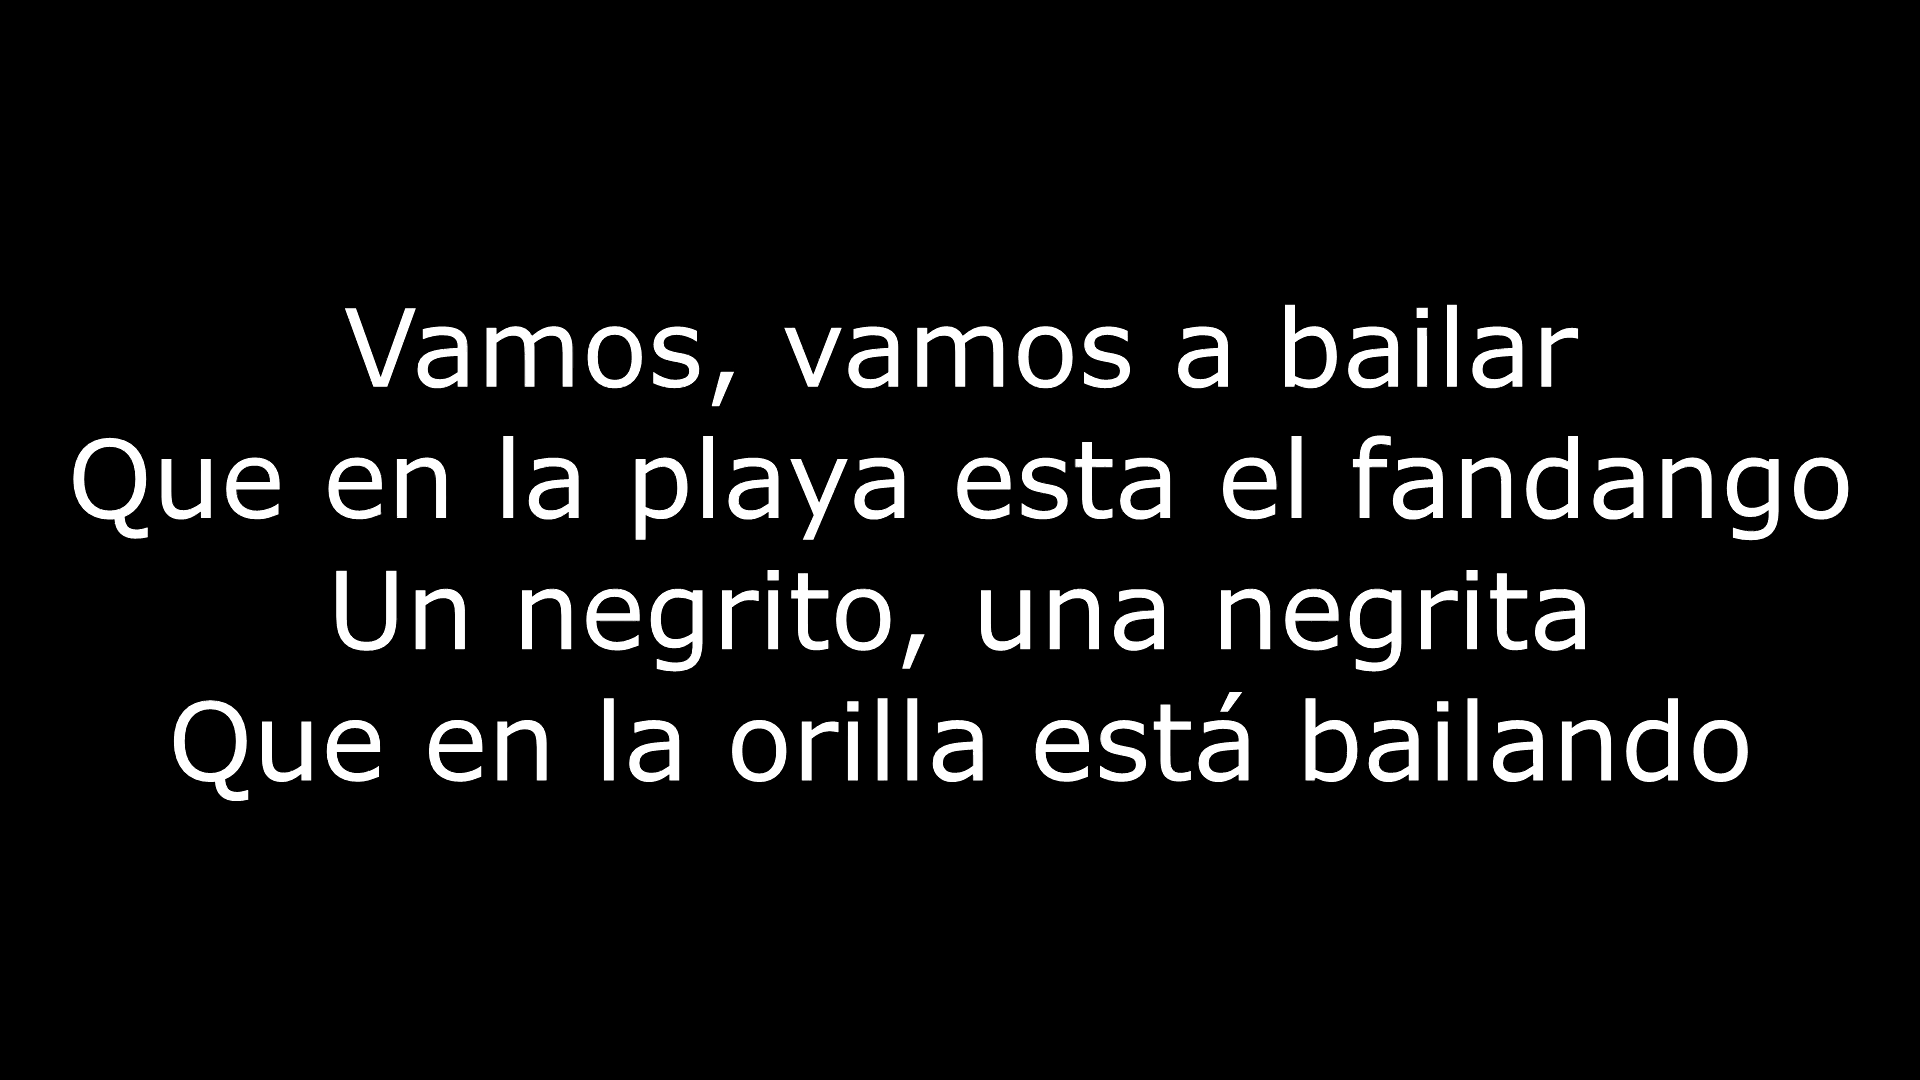 Vamos, vamos a bailar
Que en la playa esta el fandango
Un negrito, una negrita
Que en la orilla está bailando